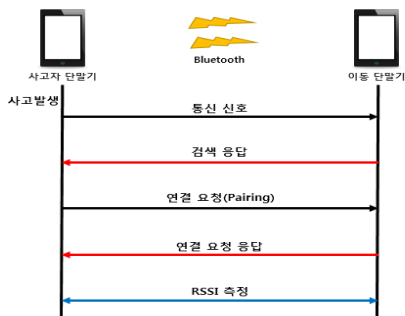 Bluetooth
사고자 단말기
이동 단말기
사고발생
통신 신호
검색 응답
연결 요청(Pairing)
연결 요청 응답
RSSI 측정